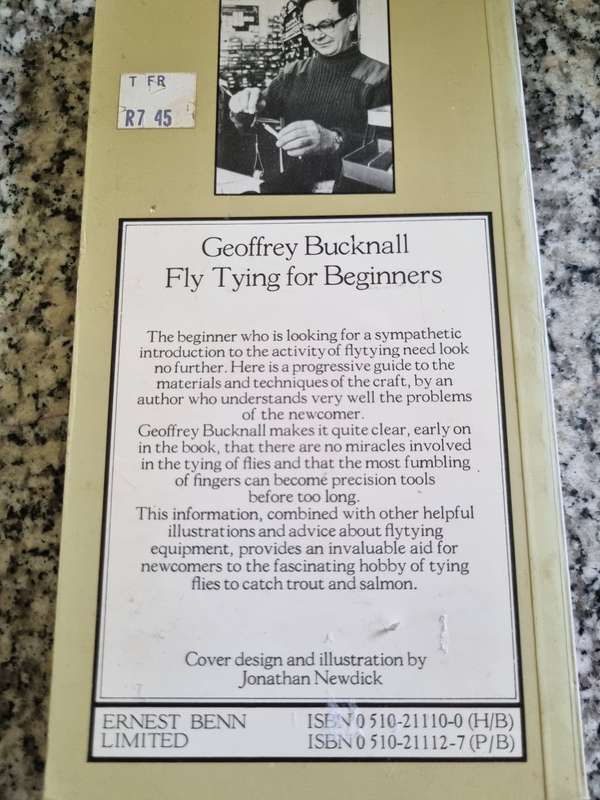 T FR
R7 45
Geoffrey Bucknall
Fly Tying for Beginners
The beginner who is looking for a sympathetic
introduction to the activity of flytying need look
no further. Here is a progressive guide to the
materials and techniques of the craft, by an
author who understands very well the problems
of the newcomer.
Geoffrey Bucknall makes it quite clear, early on
in the book, that there are no miracles involved
in the tying of flies and that the most fumbling
of fingers can become precision tools
before too long.
This information, combined with other helpful
illustrations and advice about flytying
equipment, provides an invaluable aid for
newcomers to the fascinating hobby of tying
flies to catch trout and salmon.
Cover design and illustration by
Jonathan Newdick
ERNEST BENN
LIMITED
ISBN 0 510-21110-0 (H/B)
ISBN 0 510-21112-7 (P/B)